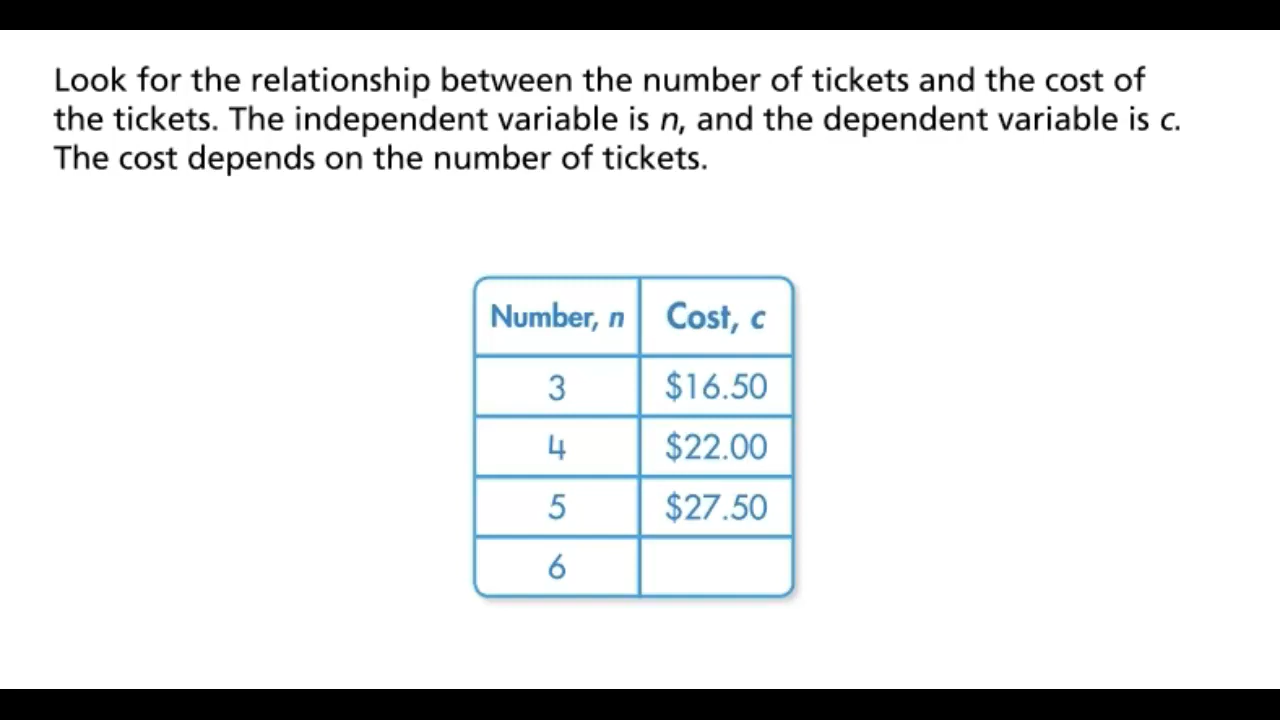 Look for the relationship between the number of tickets and the cost of
the tickets. The independent variable is n, and the dependent variable is c.
The cost depends on the number of tickets.
Number, n Cost, c
3 $16.50
4 $22.00
5 $27.50
6